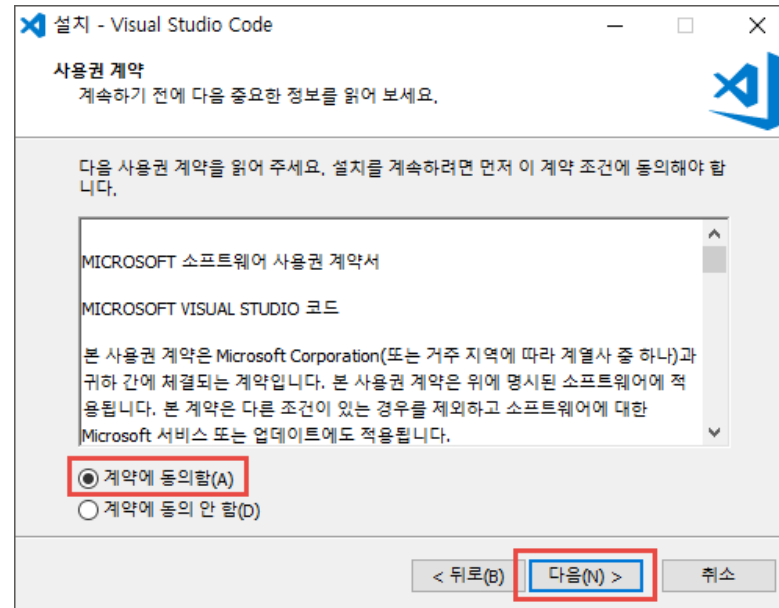 설치 - Visual Studio Code
사용권 계약
계속하기 전에 다음 중요한 정보를 읽어 보세요.
다음 사용권 계약을 읽어 주세요. 설치를 계속하려면 먼저 이 계약 조건에 동의해야 합
니다.
MICROSOFT 소프트웨어 사용권 계약서
MICROSOFT VISUAL STUDIO 코드
본 사용권 계약은 Microsoft Corporation(또는 거주 지역에 따라 계열사 중 하나)과
귀하 간에 체결되는 계약입니다. 본 사용권 계약은 위에 명시된 소프트웨어에 적
용됩니다. 본 계약은 다른 조건이 있는 경우를 제외하고 소프트웨어에 대한
Microsoft 서비스 또는 업데이트에도 적용됩니다.
계약에 동의함(A)
계약에 동의 안 함(D)
< 뒤로(B) 다음(N) > 취소